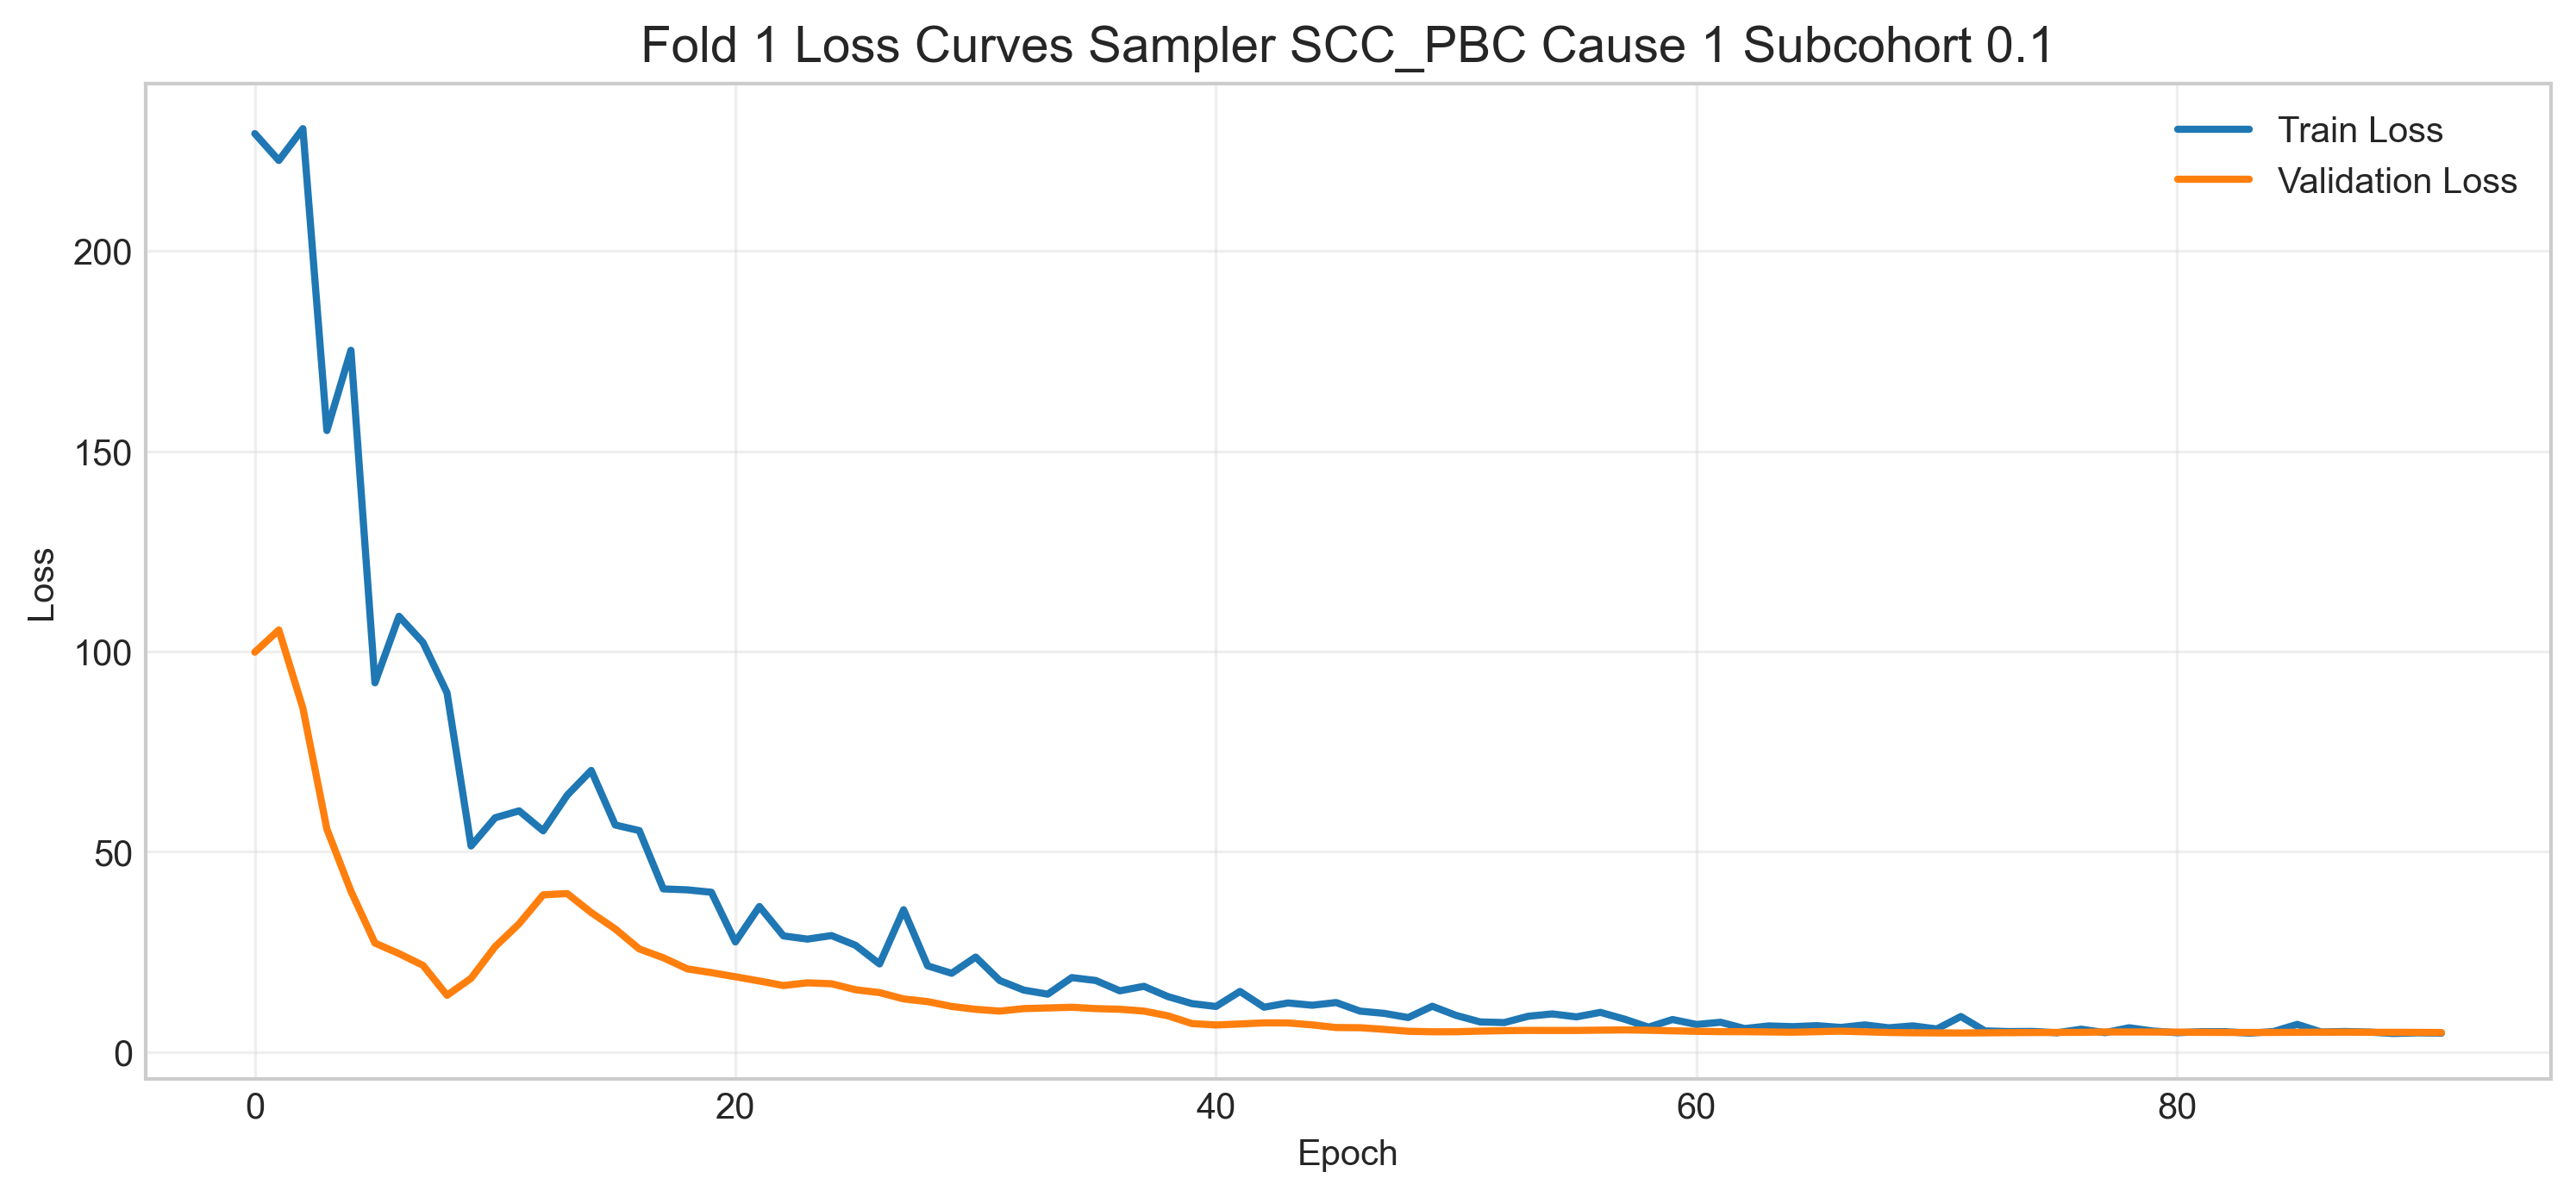 Fold 1 Loss Curves Sampler SCC_PBC Cause 1 Subcohort 0.1
Train Loss
Validation Loss
200
150
100
50
0
Loss
0 20 40 60 80
Epoch